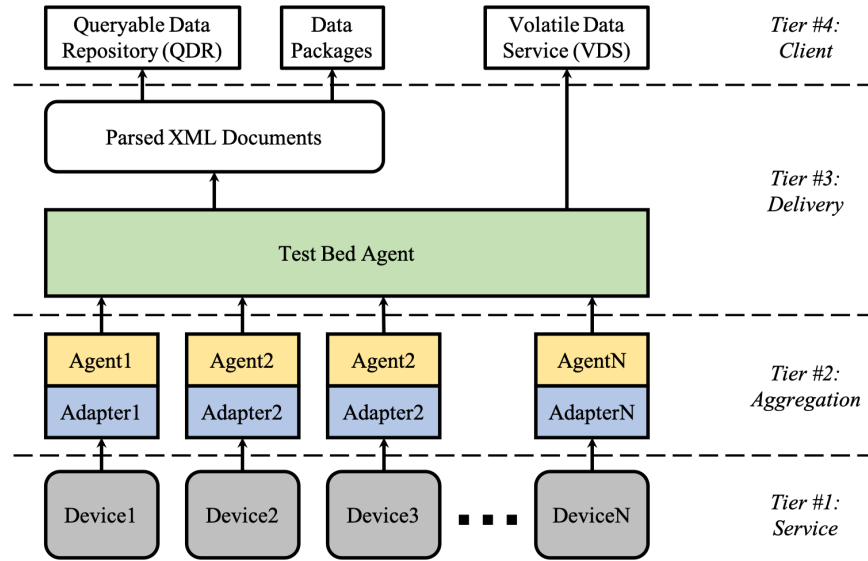 Queryable Data
Repository (QDR)
Data
Packages
Volatile Data
Service (VDS)
Tier #4:
Client
Parsed XML Documents
Tier #3:
Delivery
Test Bed Agent
Agent1
Agent2
Agent2
AgentN
Adapter1
Adapter2
Adapter2
AdapterN
Tier #2:
Aggregation
Device1
Device2
Device3
DeviceN
Tier #1:
Service